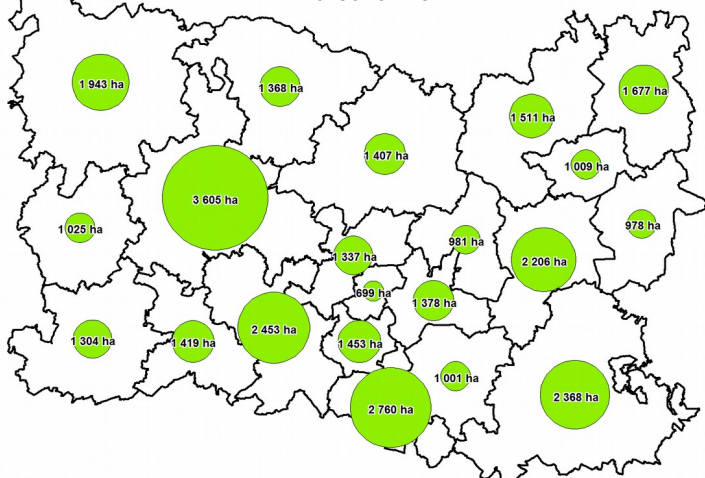 1 943 ha
1 368 ha
1 677 ha
1 511 ha
1 407 ha
1 009 ha
3 605 ha
1 025 ha
978 ha
981 ha
1 337 ha
2 206 ha
699 ha
1 378 ha
2 453 ha
1 304 ha
1 419 ha
1 453 ha
1 001 ha
2 368 ha
2 760 ha